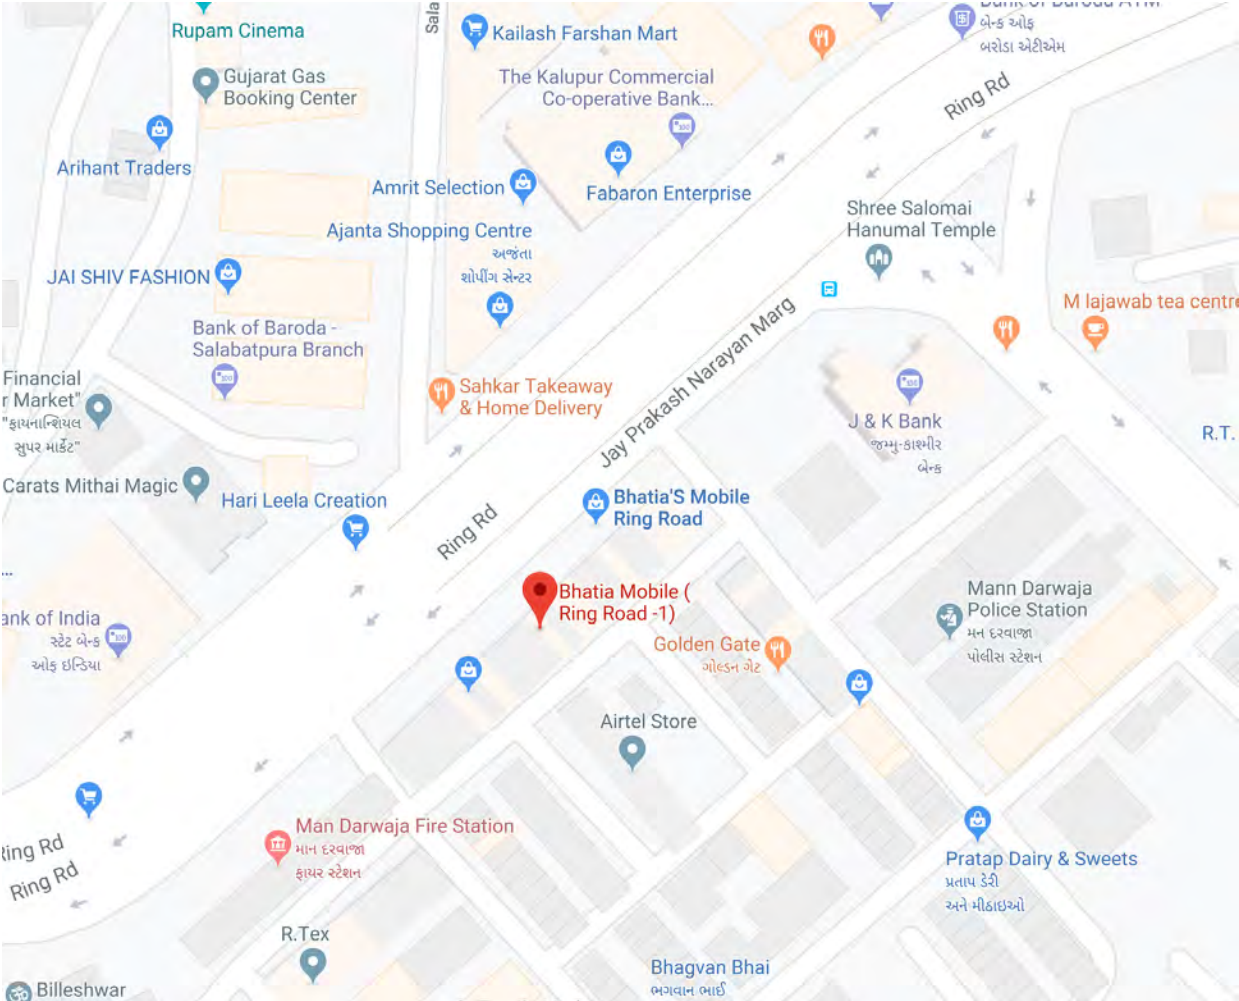 Rupam Cinema
Sala
Kailash Farshan Mart
બેન્ક ઓફ
બરોડા એટીએમ
Gujarat Gas
Booking Center
The Kalupur Commercial
Co-operative Bank...
Ring Rd
Arihant Traders
Amrit Selection
Fabaron Enterprise
Ajanta Shopping Centre
અજંતા
શોપીંગ સેન્ટર
Shree Salomai
Hanumal Temple
JAI SHIV FASHION
M lajawab tea centre
Bank of Baroda -
Salabatpura Branch
Jay Prakash Narayan Marg
Financial
r Market"
"ફાયનાન્શિયલ
સુપર માર્કેટ"
Sahkar Takeaway
& Home Delivery
J & K Bank
જમ્મુ-કાશ્મીર
બેન્ક
R.T.
Carats Mithai Magic
Hari Leela Creation
Bhatia'S Mobile
Ring Road
Ring Rd
...
Bhatia Mobile (
Ring Road -1)
Mann Darwaja
Police Station
મન દરવાજા
પોલીસ સ્ટેશન
ank of India
સ્ટેટ બેન્ક
ઓફ ઇન્ડિયા
Golden Gate
ગોલ્ડન ગેટ
Airtel Store
Man Darwaja Fire Station
માન દરવાજા
ફાયર સ્ટેશન
Ring Rd
Ring Rd
Pratap Dairy & Sweets
પ્રતાપ ડેરી
અને મીઠાઇઓ
R.Tex
Bhagvan Bhai
ભગવાન ભાઈ
Billeshwar